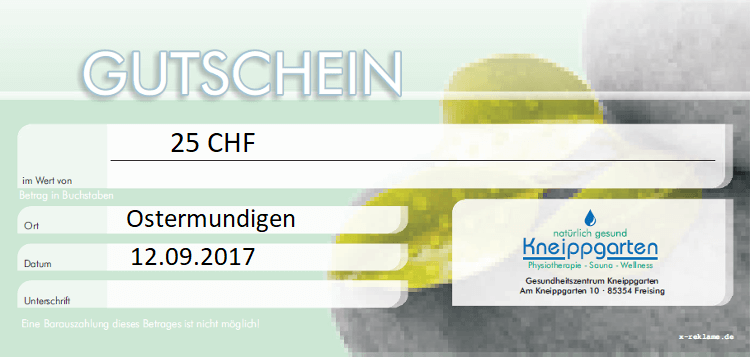 GUTSCHEIN
25 CHF
im Wert von
Betrag in Buchstaben
Ort Ostermundigen
Datum 12.09.2017
Unterschrift
Eine Barauszahlung dieses Betrages ist nicht möglich!
natürlich gesund
Kneippgarten
Physiotherapie - Sauna - Wellness
Gesundheitszentrum Kneippgarten
Am Kneippgarten 10 · 85354 Freising
x-reklame.de